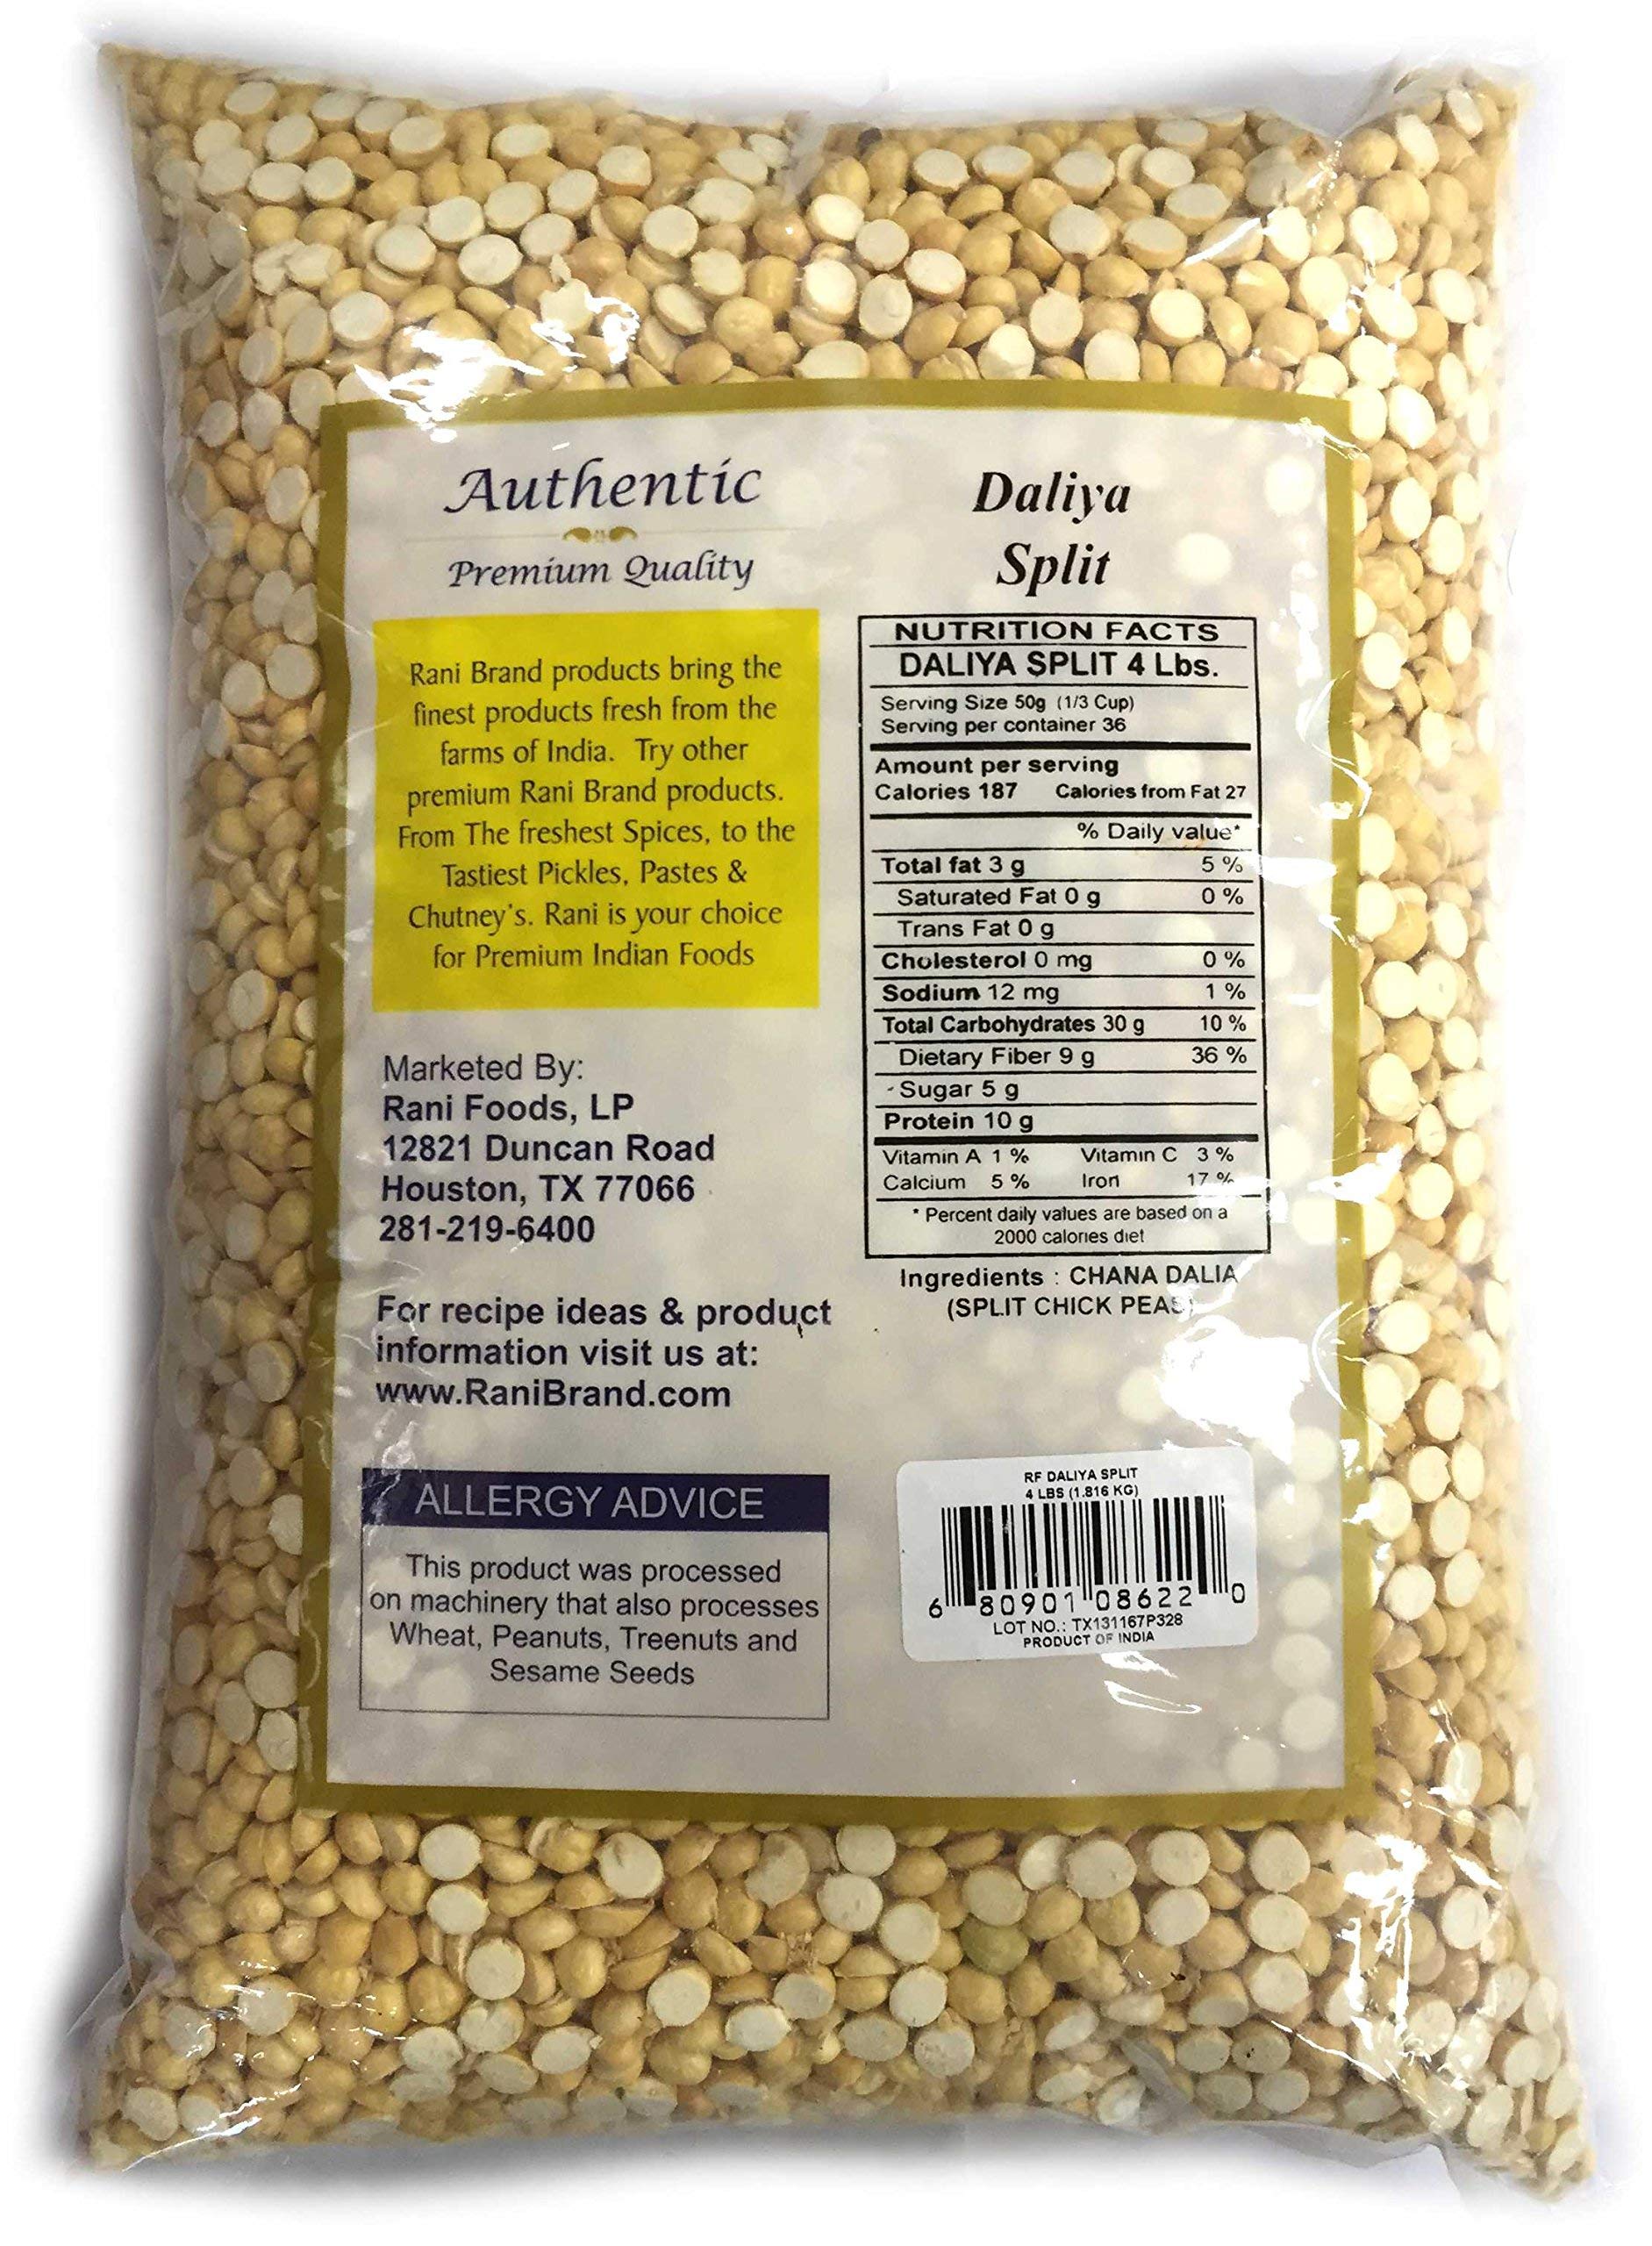 Authentic
Premium Quality
Rani Brand products bring the
finest products fresh from the
farms of India. Try other
premium Rani Brand products.
From The freshest Spices, to the
Tastiest Pickles, Pastes &
Chutney's. Rani is your choice
for Premium Indian Foods
Marketed By:
Rani Foods, LP
12821 Duncan Road
Houston, TX 77066
281-219-6400
For recipe ideas & product
information visit us at:
www.RaniBrand.com
ALLERGY ADVICE
This product was processed
on machinery that also processes
Wheat, Peanuts, Treenuts and
Sesame Seeds
Daliya
Split
NUTRITION FACTS
DALIYA SPLIT 4 Lbs.
Serving Size 50g (1/3 Cup)
Serving per container 36
Amount per serving
Calories 187 Calories from Fat 27
% Daily value*
Total fat 3 g 5 %
Saturated Fat 0 g 0 %
Trans Fat 0 g
Cholesterol 0 mg 0 %
Sodium 12 mg 1 %
Total Carbohydrates 30 g 10 %
Dietary Fiber 9 g 36 %
Sugar 5 g
Protein 10 g
Vitamin A 1 % Vitamin C 3 %
Calcium 5 % Iron 17 %
* Percent daily values are based on a
2000 calories diet
Ingredients : CHANA DALIA
(SPLIT CHICK PEAS)
RF DALIYA SPLIT
4 LBS (1.816 KG)
6 80901 08622 0
LOT NO.: TX131167P328
PRODUCT OF INDIA